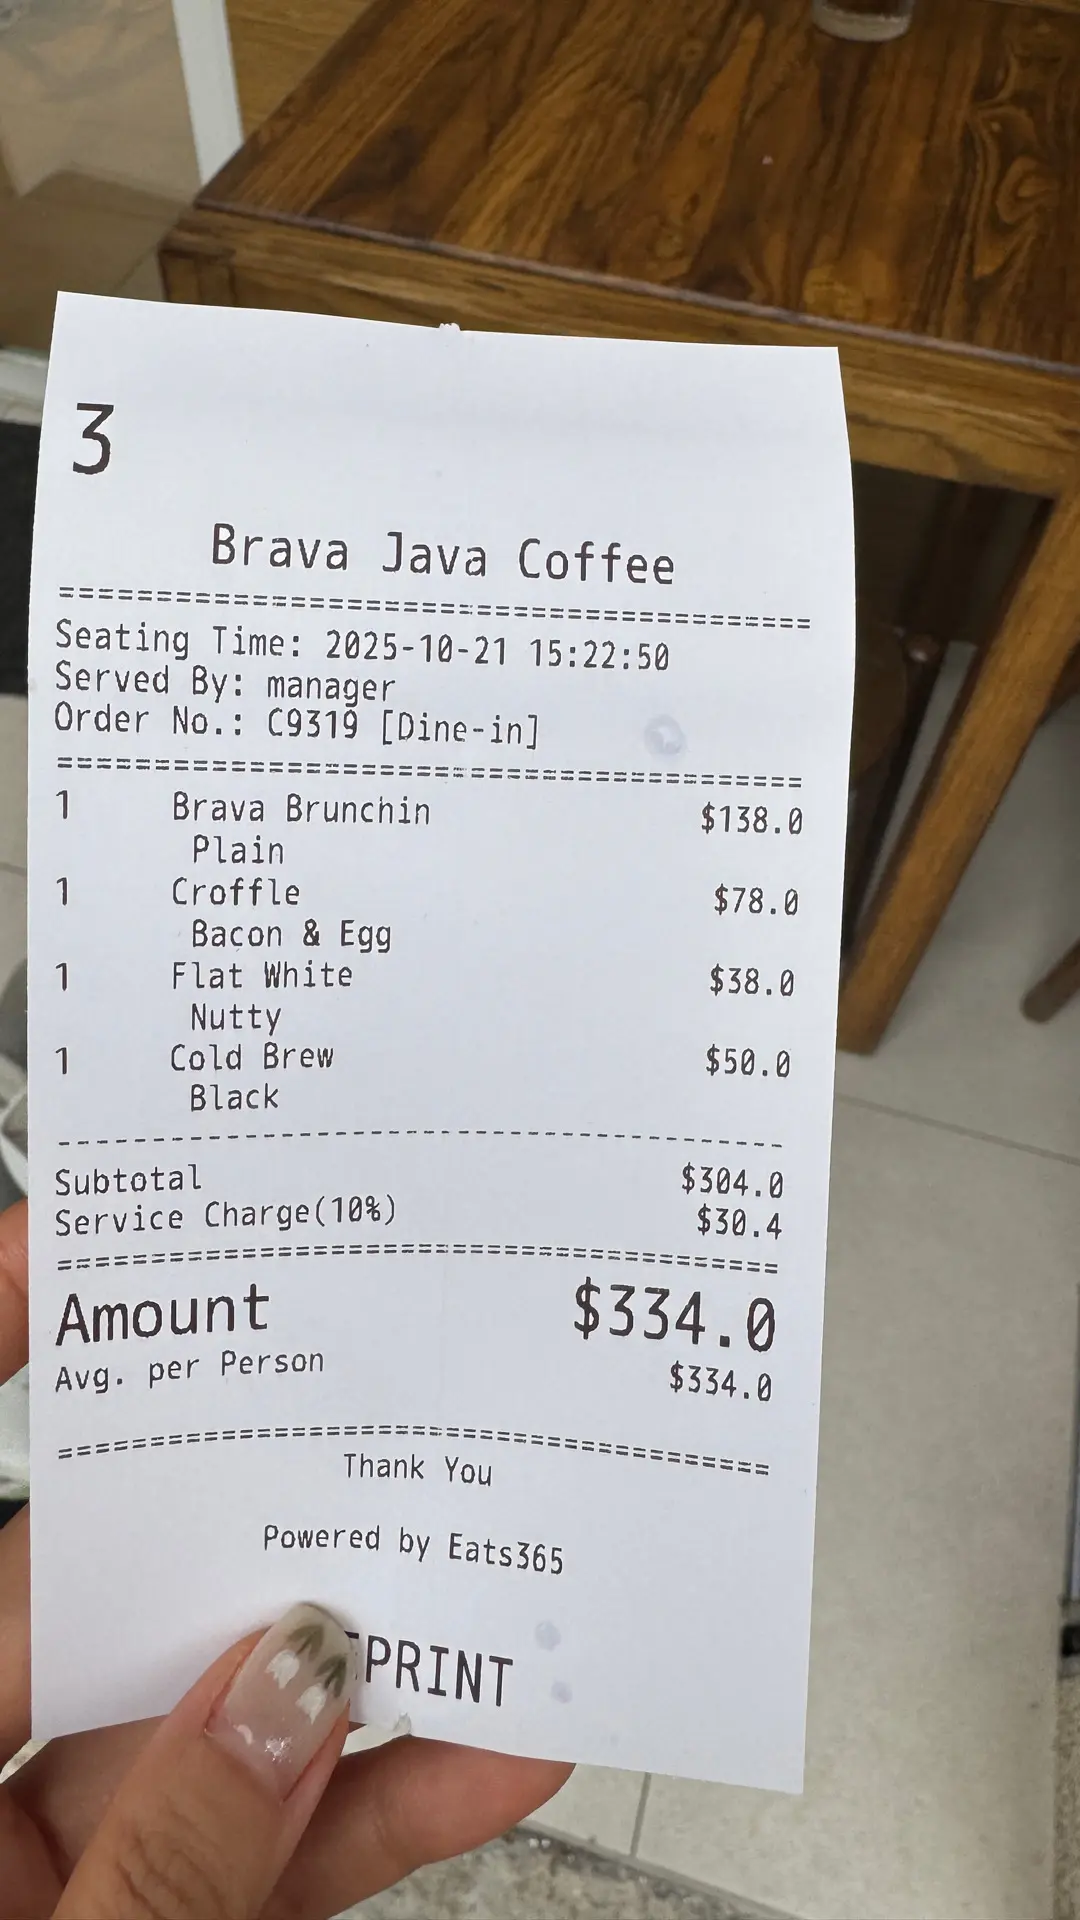 3
Brava Java Coffee
========================================
Seating Time: 2025-10-21 15:22:50
Served By: manager
Order No.: C9319 [Dine-in]
========================================
1 Brava Brunchin $138.0
Plain
1 Croffle $78.0
Bacon & Egg
1 Flat White $38.0
Nutty
1 Cold Brew $50.0
Black
----------------------------------------
Subtotal $304.0
Service Charge(10%) $30.4
========================================
Amount $334.0
Avg. per Person $334.0
========================================
Thank You
Powered by Eats365
PRINT